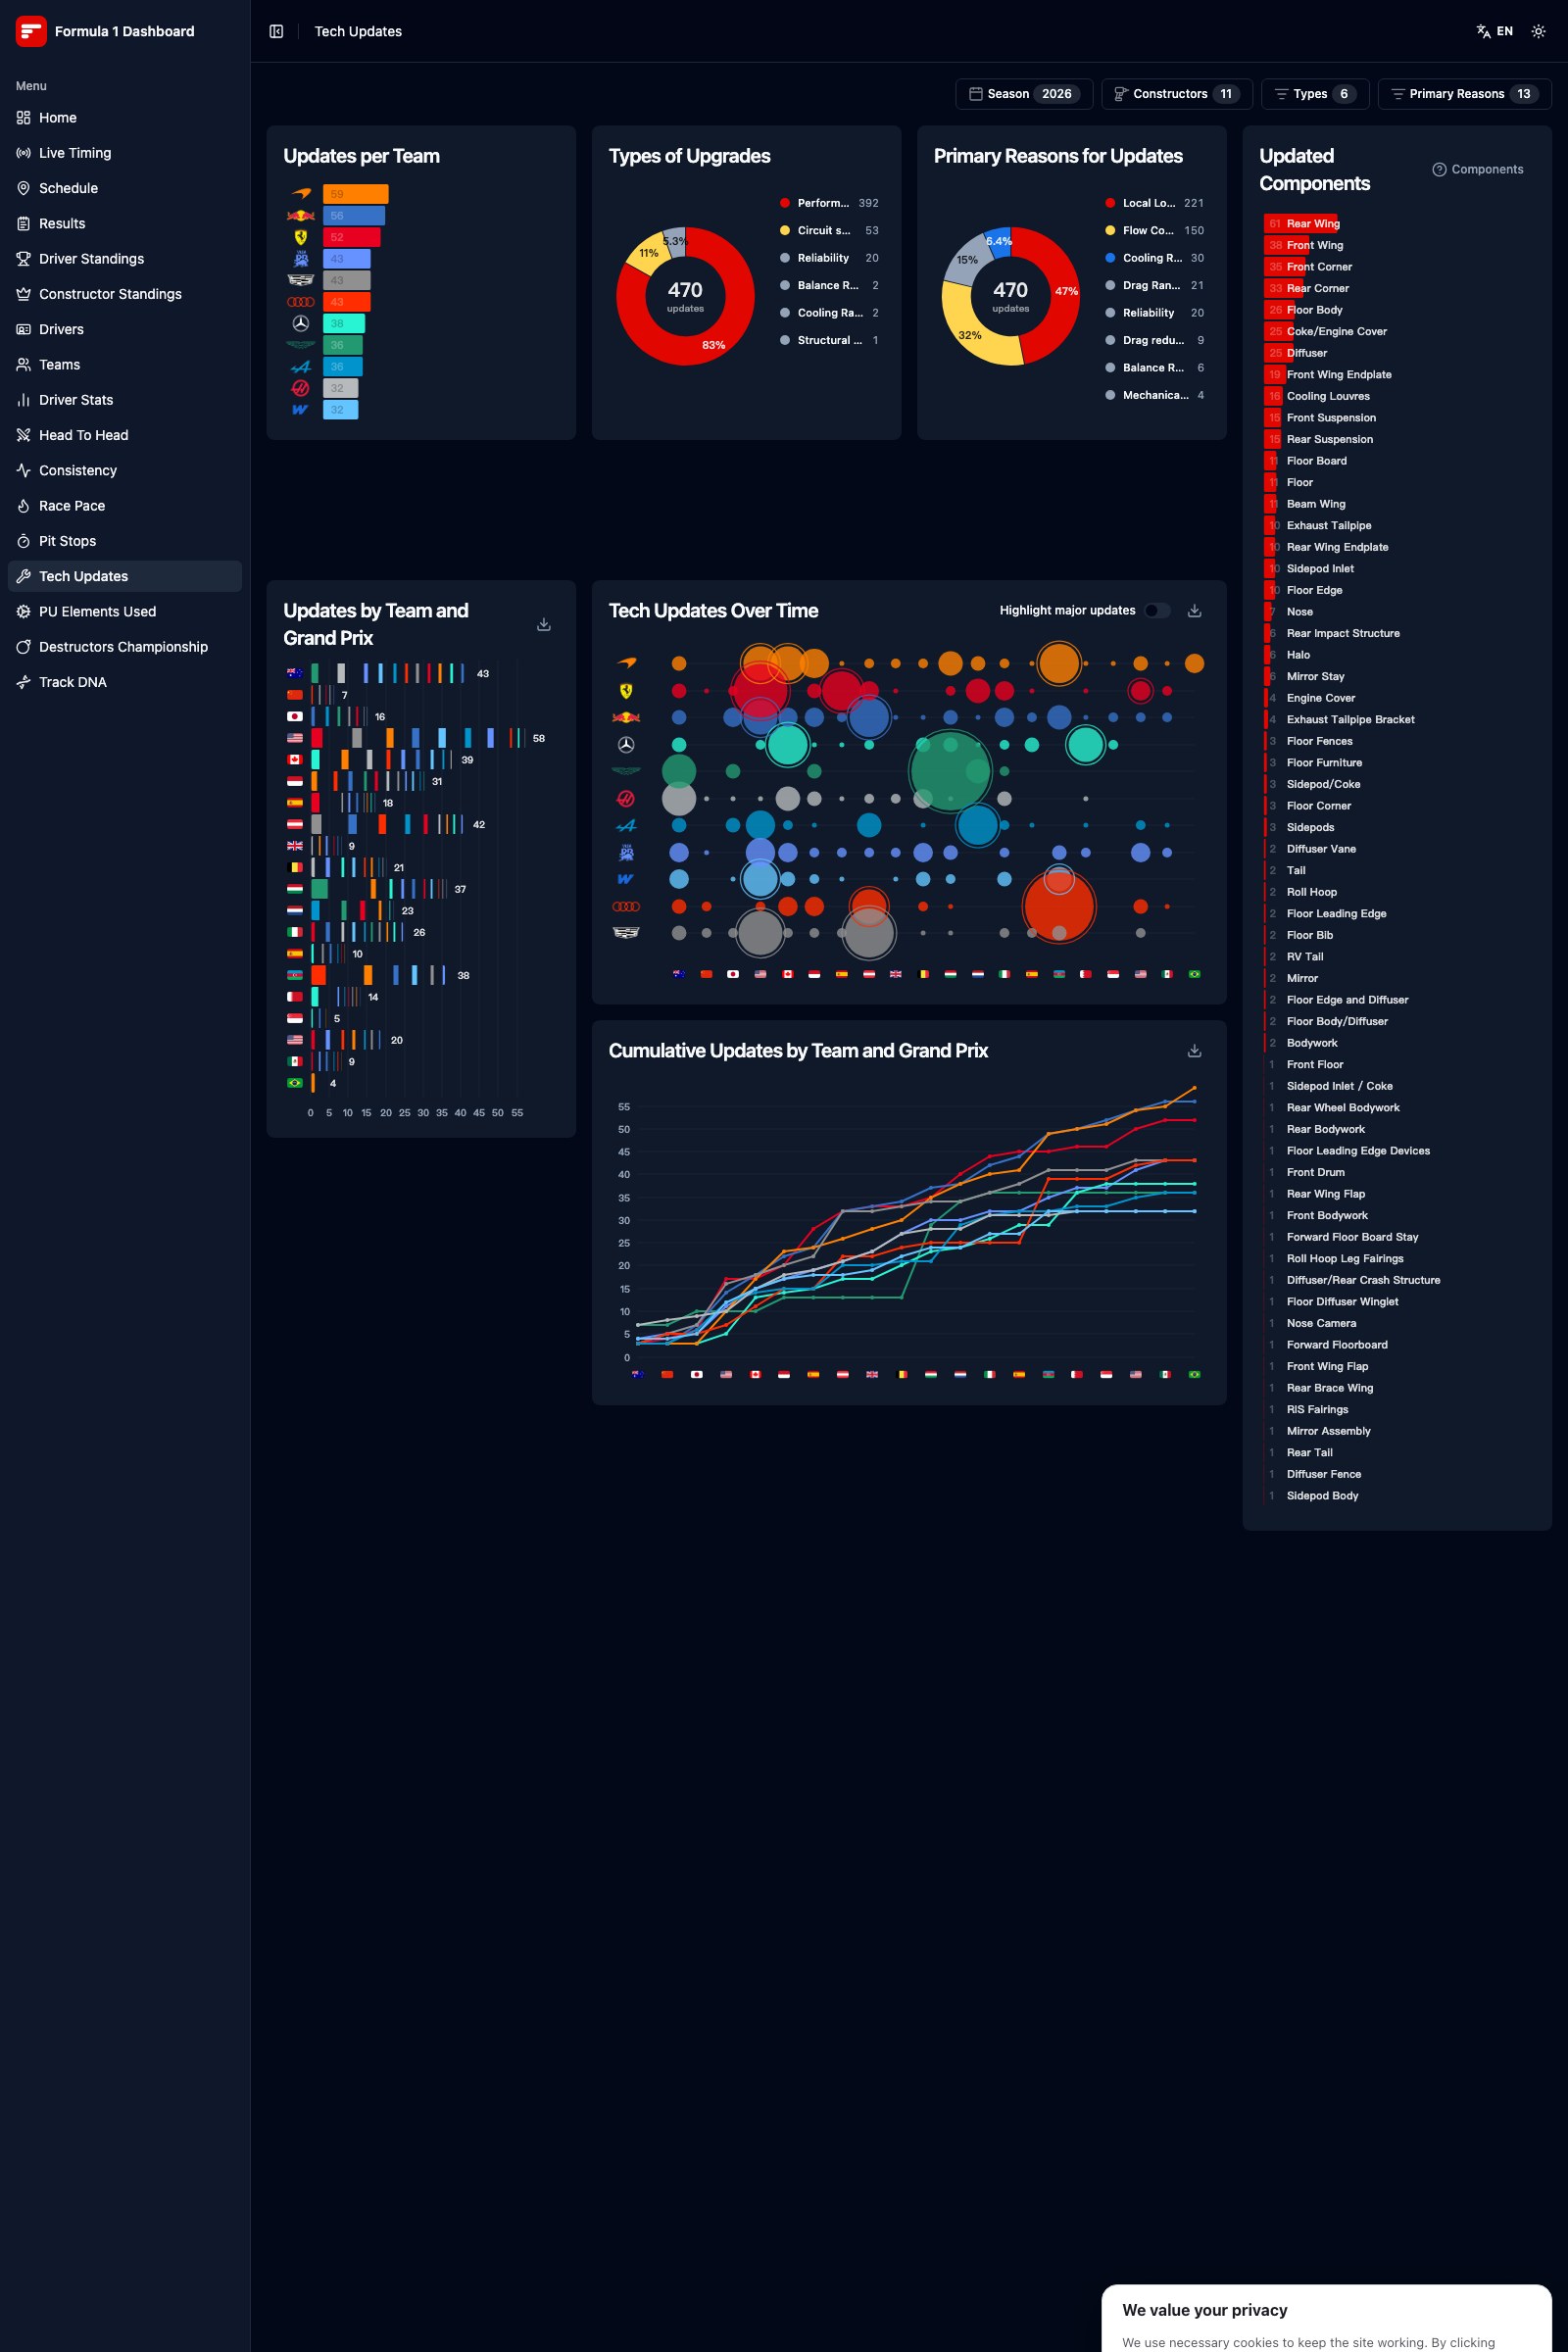 Formula 1 Dashboard
Menu
Home
Live Timing
Schedule
Results
Driver Standings
Constructor Standings
Drivers
Teams
Driver Stats
Head To Head
Consistency
Race Pace
Pit Stops
Tech Updates
PU Elements Used
Destructors Championship
Track DNA
Tech Updates
EN
Season 2026
Constructors 11
Types 6
Primary Reasons 13
Updates per Team
59
56
52
43
43
43
38
36
36
32
32
Types of Upgrades
5.3%
11%
83%
470
updates
Perform... 392
Circuit s... 53
Reliability 20
Balance R... 2
Cooling Ra... 2
Structural ... 1
Primary Reasons for Updates
6.4%
15%
47%
32%
470
updates
Local Lo... 221
Flow Co... 150
Cooling R... 30
Drag Ran... 21
Reliability 20
Drag redu... 9
Balance R... 6
Mechanica... 4
Updates by Team and
Grand Prix
43
7
16
58
39
31
18
42
9
21
37
23
26
10
38
14
5
20
9
4
0 5 10 15 20 25 30 35 40 45 50 55
Tech Updates Over Time
Highlight major updates
Cumulative Updates by Team and Grand Prix
55
50
45
40
35
30
25
20
15
10
5
0
Updated
Components
Components
61 Rear Wing
38 Front Wing
35 Front Corner
33 Rear Corner
26 Floor Body
25 Coke/Engine Cover
25 Diffuser
19 Front Wing Endplate
16 Cooling Louvres
15 Front Suspension
15 Rear Suspension
11 Floor Board
11 Floor
11 Beam Wing
10 Exhaust Tailpipe
10 Rear Wing Endplate
10 Sidepod Inlet
10 Floor Edge
7 Nose
6 Rear Impact Structure
6 Halo
6 Mirror Stay
4 Engine Cover
4 Exhaust Tailpipe Bracket
3 Floor Fences
3 Floor Furniture
3 Sidepod/Coke
3 Floor Corner
3 Sidepods
2 Diffuser Vane
2 Tail
2 Roll Hoop
2 Floor Leading Edge
2 Floor Bib
2 RV Tail
2 Mirror
2 Floor Edge and Diffuser
2 Floor Body/Diffuser
2 Bodywork
1 Front Floor
1 Sidepod Inlet / Coke
1 Rear Wheel Bodywork
1 Rear Bodywork
1 Floor Leading Edge Devices
1 Front Drum
1 Rear Wing Flap
1 Front Bodywork
1 Forward Floor Board Stay
1 Roll Hoop Leg Fairings
1 Diffuser/Rear Crash Structure
1 Floor Diffuser Winglet
1 Nose Camera
1 Forward Floorboard
1 Front Wing Flap
1 Rear Brace Wing
1 RIS Fairings
1 Mirror Assembly
1 Rear Tail
1 Diffuser Fence
1 Sidepod Body
We value your privacy
We use necessary cookies to keep the site working. By clicking